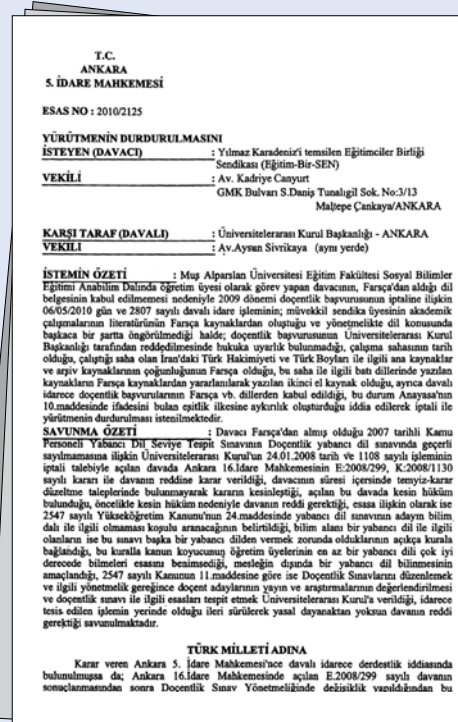 T.C.
ANKARA
5. İDARE MAHKEMESİ
ESAS NO : 2010/2125
YÜRÜTMENİN DURDURULMASINI
İSTEYEN (DAVACI) : Yılmaz Karadeniz'i temsilen Eğitimciler Birliği
Sendikası (Eğitim-Bir-SEN)
VEKİLİ : Av. Kadriye Canyurt
GMK Bulvarı S.Daniş Tunalıgil Sok. No:3/13
Maltepe Çankaya/ANKARA
KARŞI TARAF (DAVALI) : Üniversitelerarası Kurul Başkanlığı - ANKARA
VEKİLİ : Av.Aysun Sivrikaya (aynı yerde)
İSTEMİN ÖZETİ : Muş Alparslan Üniversitesi Eğitim Fakültesi Sosyal Bilimler
Eğitimi Anabilim Dalında öğretim üyesi olarak görev yapan davacının, Farsça'dan aldığı dil
belgesinin kabul edilmemesi nedeniyle 2009 dönemi doçentlik başvurusunun iptaline ilişkin
06/05/2010 gün ve 2807 sayılı davalı idare işleminin; müvekkil sendika üyesinin akademik
çalışmalarının literatürünün Farsça kaynaklardan oluştuğu ve yönetmelikte dil konusunda
başkaca bir şartta öngörülmediği halde; doçentlik başvurusunun Üniversitelerarası Kurul
Başkanlığı tarafından reddedilmesinde hukuka uyarlık bulunmadığı, çalışma sahasının tarih
olduğu, çalıştığı saha olan İran'daki Türk Hakimiyeti ve Türk Boyları ile ilgili ana kaynaklar
ve arşiv kaynaklarının çoğunluğunun Farsça olduğu, bu saha ile ilgili batı dillerinde yazılan
kaynakların Farsça kaynaklardan yararlanılarak yazılan ikinci el kaynak olduğu, ayrıca davalı
idarece doçentlik başvurularının Farsça vb. dillerden kabul edildiği, bu durum Anayasa'nın
10.maddesinde ifadesini bulan eşitlik ilkesine aykırılık oluşturduğu iddia edilerek iptali ile
yürütmenin durdurulması istenilmektedir.
SAVUNMA ÖZETİ : Davacı Farsça'dan almış olduğu 2007 tarihli Kamu
Personeli Yabancı Dil Seviye Tespit Sınavının Doçentlik yabancı dil sınavında geçerli
sayılmamasına ilişkin Üniversitelerarası Kurul'un 24.01.2008 tarih ve 1108 sayılı işleminin
iptali talebiyle açılan davada Ankara 16.İdare Mahkemesinin E:2008/299, K:2008/1130
sayılı kararı ile davanın reddine karar verildiği, davacının süresi içersinde temyiz-karar
düzeltme taleplerinde bulunmayarak kararın kesinleştiği, açılan bu davada kesin hüküm
bulunduğu, öncelikle kesin hüküm nedeniyle davanın reddi gerektiği, esasa ilişkin olarak ise
2547 sayılı Yükseköğretim Kanunu'nun 24.maddesinde yabancı dil sınavının adayın bilim
dalı ile ilgili olmaması koşulu aranacağının belirtildiği, bilim alanı bir yabancı dil ile ilgili
olanların ise bu sınavı başka bir yabancı dilden vermek zorunda olduklarının açıkça kurala
bağlandığı, bu kuralla kanun koyucusunun öğretim üyelerinin en az bir yabancı dili çok iyi
derecede bilmeleri esasını benimsediği, mesleğin dışında bir yabancı dil bilinmesinin
amaçlandığı, 2547 sayılı Kanunun 11.maddesine göre ise Doçentlik Sınavlarını düzenlemek
ve ilgili yönetmelik gereğince doçent adaylarının yayın ve araştırmalarının değerlendirilmesi
ve doçentlik sınavı ile ilgili esasları tespit etmek Üniversitelerarası Kurul'a verildiği, idarece
tesis edilen işlemin yerinde olduğu ileri sürülerek yasal dayanaktan yoksun davanın reddi
gerektiği savunulmaktadır.
TÜRK MİLLETİ ADINA
Karar veren Ankara 5. İdare Mahkemesi'nce davalı idarece derdestlik iddiasında
bulunulmuşsa da; Ankara 16.İdare Mahkemesinde açılan E.2008/299 sayılı davanın
sonuçlanmasından sonra Doçentlik Sınav Yönetmeliğinde değişiklik yapıldığından bu